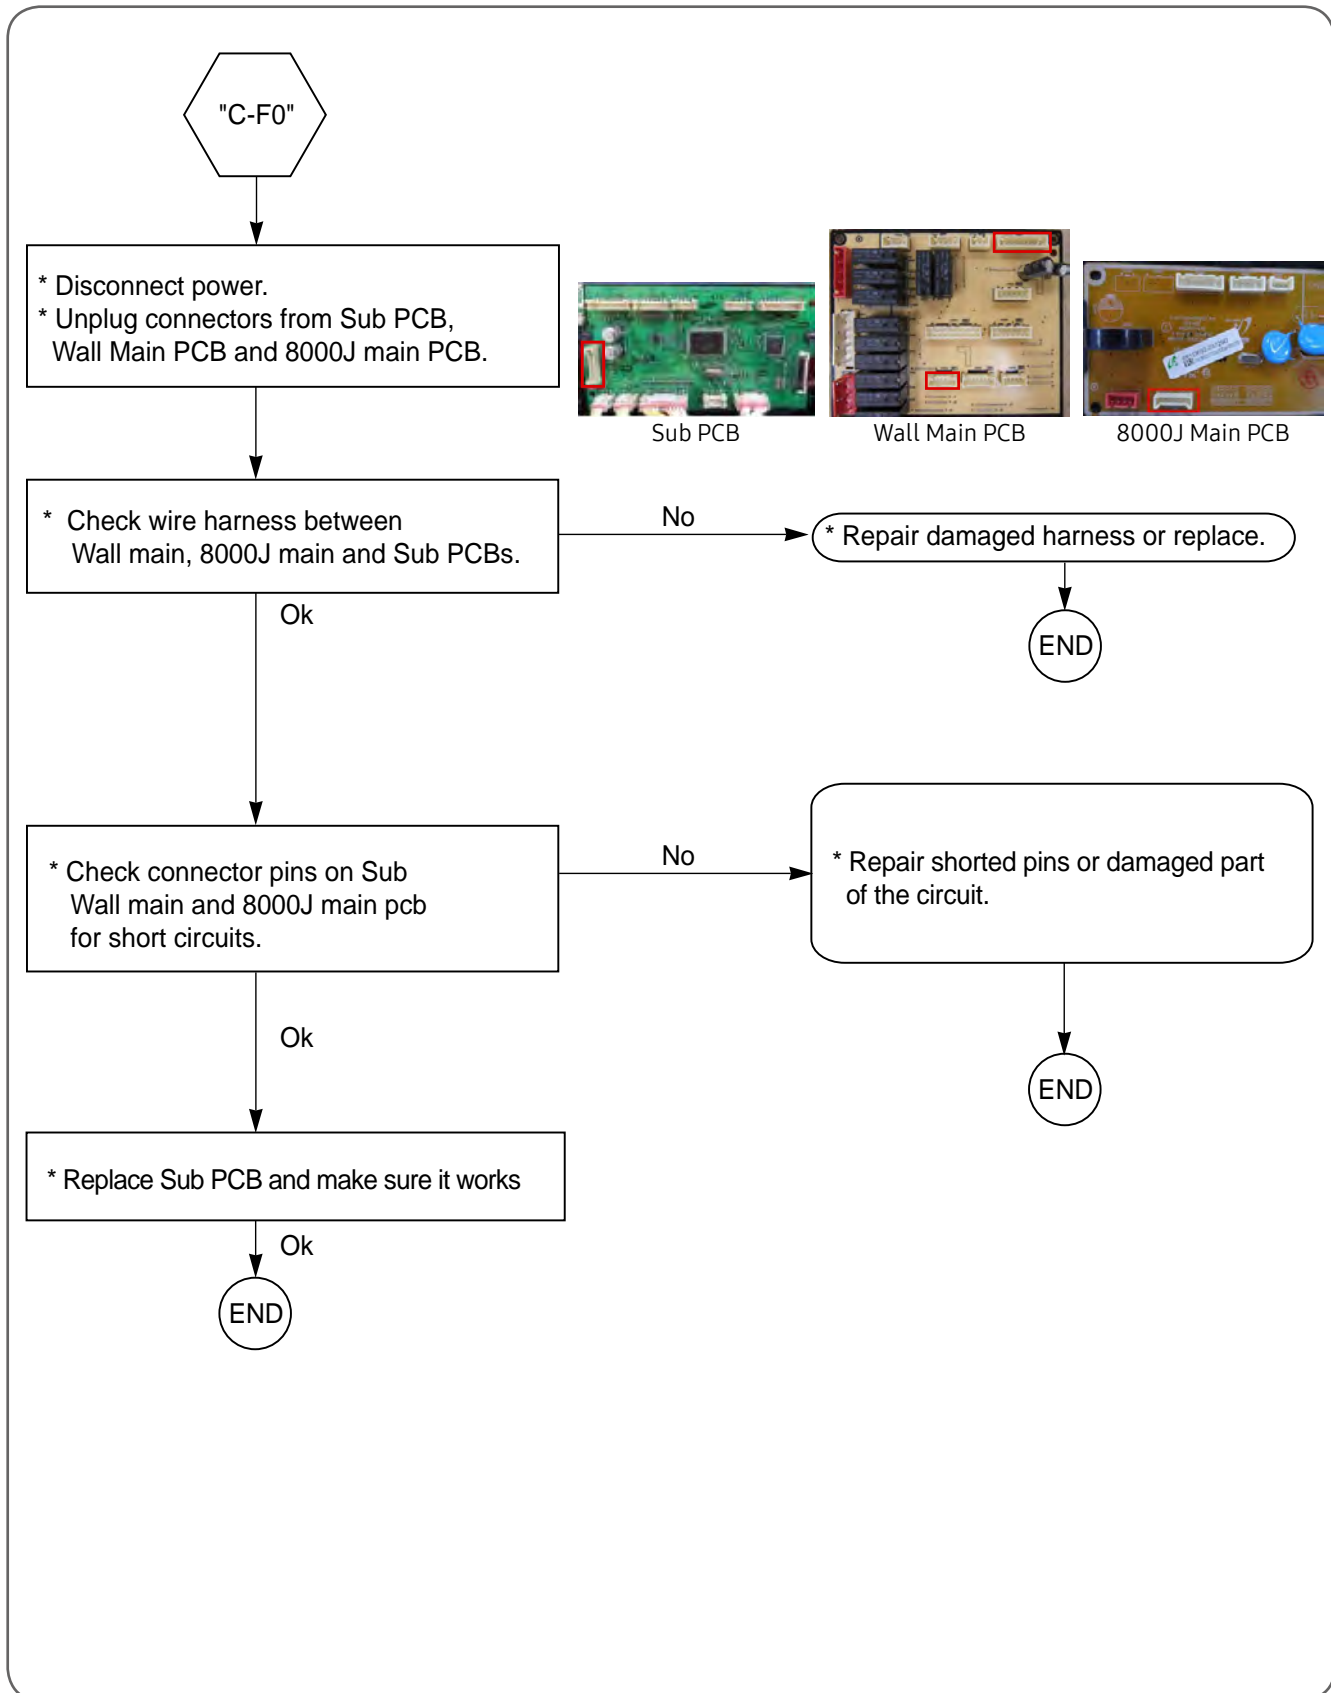 "C-F0"
* Disconnect power.
* Unplug connectors from Sub PCB,
Wall Main PCB and 8000J main PCB.
Sub PCB
Wall Main PCB
8000J Main PCB
* Check wire harness between
Wall main, 8000J main and Sub PCBs.
No
* Repair damaged harness or replace.
Ok
END
* Check connector pins on Sub
Wall main and 8000J main pcb
for short circuits.
No
* Repair shorted pins or damaged part
of the circuit.
Ok
END
* Replace Sub PCB and make sure it works
Ok
END